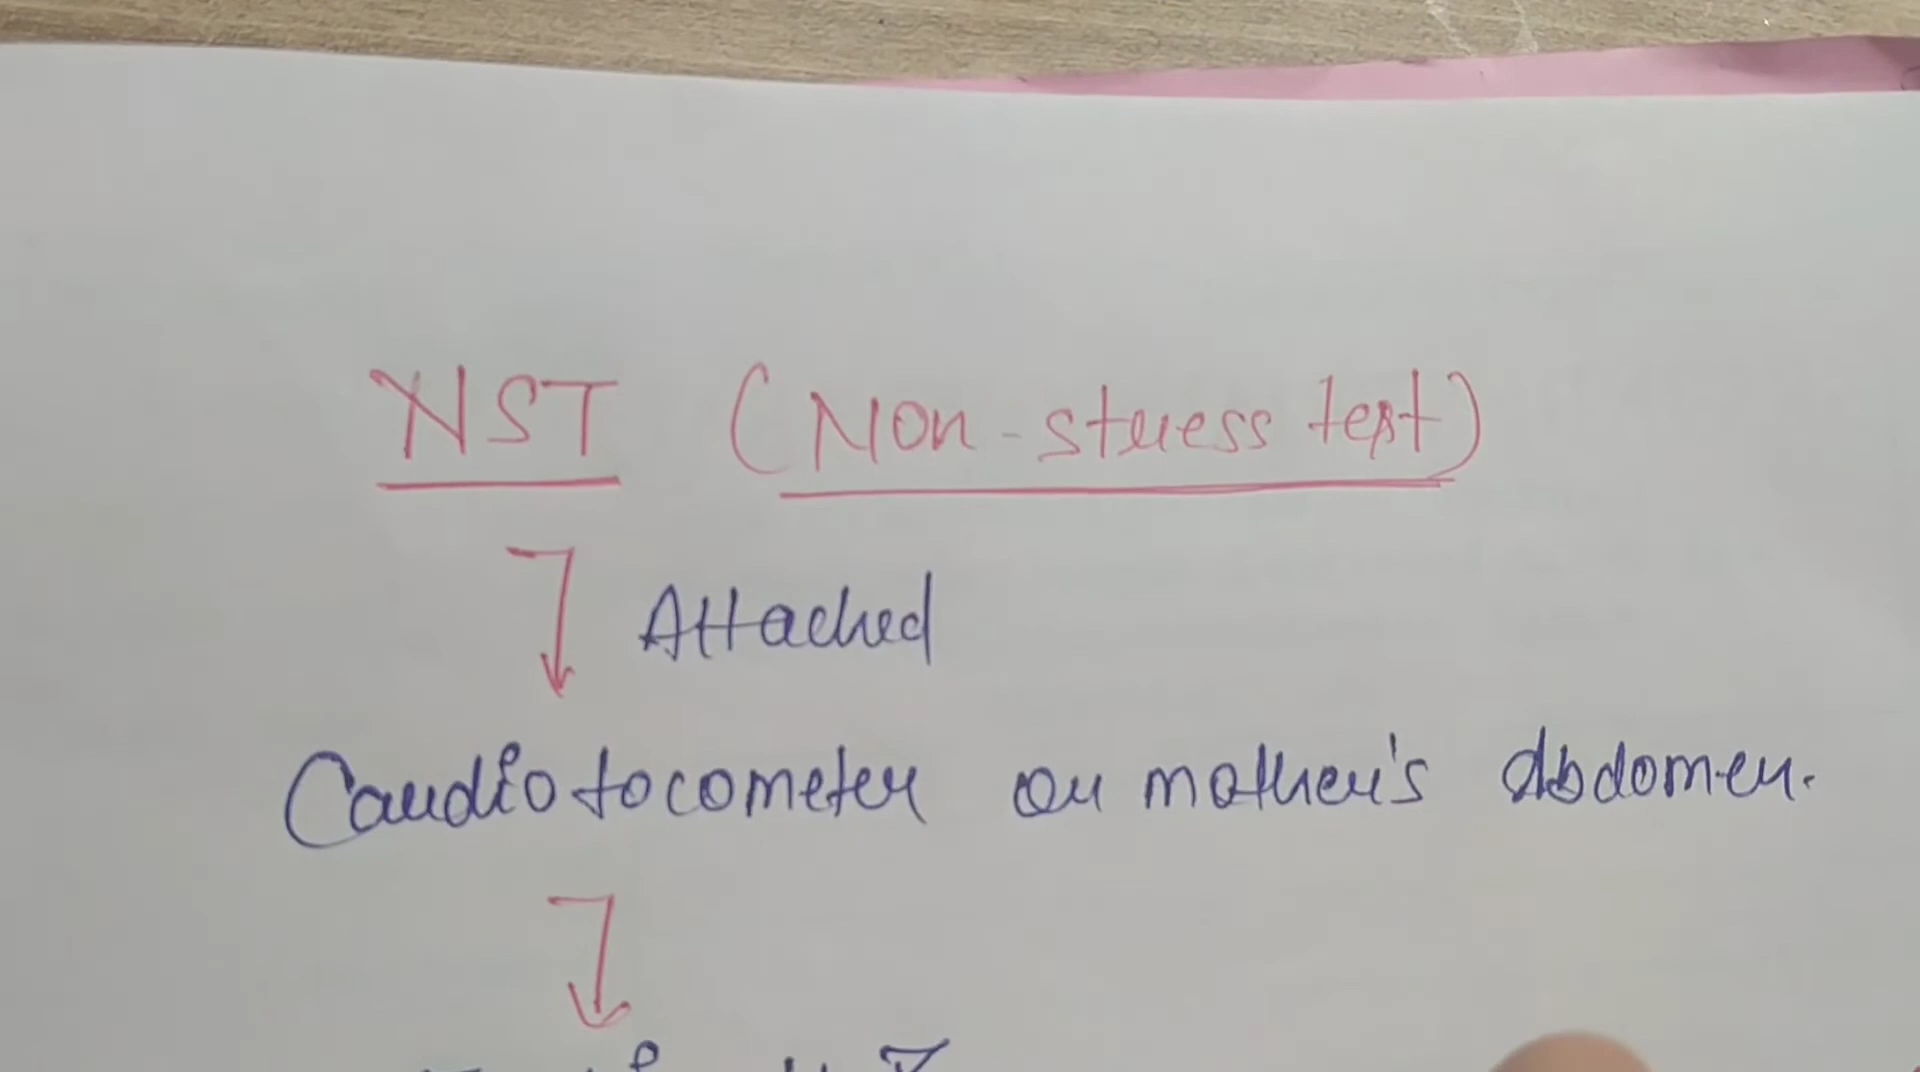 NST (Non-stress test)
Attached
Cardiotocometer on mother's abdomen.